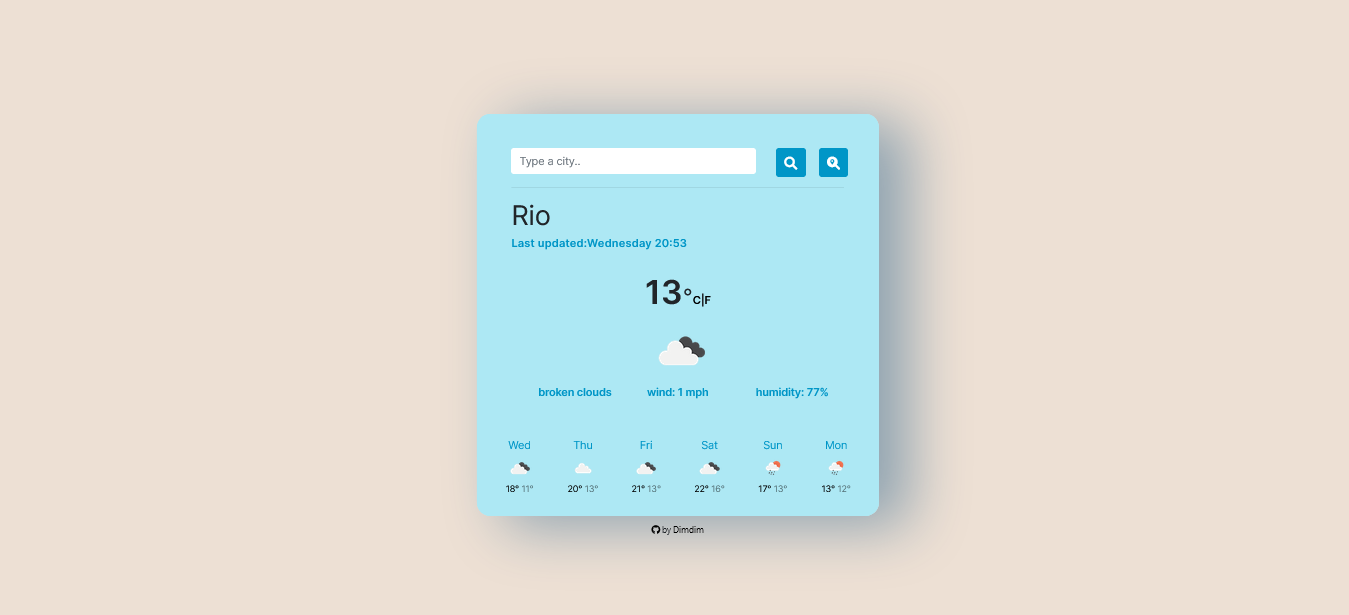 Type a city..
Rio
Last updated:Wednesday 20:53
13°C|F
broken clouds wind: 1 mph humidity: 77%
Wed Thu Fri Sat Sun Mon
18° 11° 20° 13° 21° 13° 22° 16° 17° 13° 13° 12°
by Dimdim